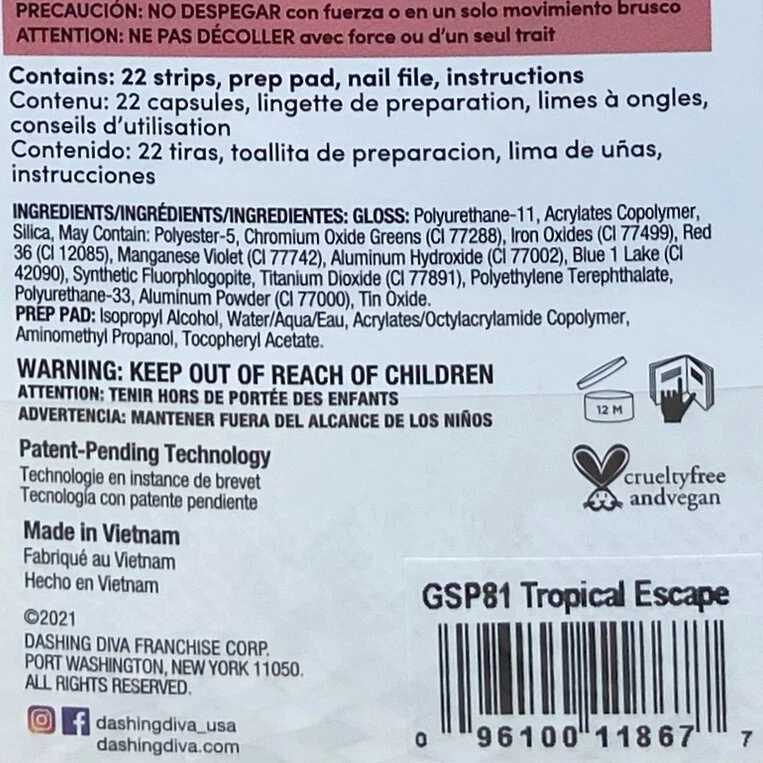 PRECAUCIÓN: NO DESPEGAR con fuerza o en un solo movimiento brusco
ATTENTION: NE PAS DÉCOLLER avec force ou d'un seul trait
Contains: 22 strips, prep pad, nail file, instructions
Contenu: 22 capsules, lingette de preparation, limes à ongles,
conseils d'utilisation
Contenido: 22 tiras, toallita de preparacion, lima de uñas,
instrucciones
INGREDIENTS/INGRÉDIENTS/INGREDIENTES: GLOSS: Polyurethane-11, Acrylates Copolymer,
Silica, May Contain: Polyester-5, Chromium Oxide Greens (CI 77288), Iron Oxides (CI 77499), Red
36 (CI 12085), Manganese Violet (CI 77742), Aluminum Hydroxide (CI 77002), Blue 1 Lake (CI
42090), Synthetic Fluorphlogopite, Titanium Dioxide (CI 77891), Polyethylene Terephthalate,
Polyurethane-33, Aluminum Powder (CI 77000), Tin Oxide.
PREP PAD: Isopropyl Alcohol, Water/Aqua/Eau, Acrylates/Octylacrylamide Copolymer,
Aminomethyl Propanol, Tocopheryl Acetate.
WARNING: KEEP OUT OF REACH OF CHILDREN
ATTENTION: TENIR HORS DE PORTÉE DES ENFANTS
ADVERTENCIA: MANTENER FUERA DEL ALCANCE DE LOS NIÑOS
12 M
Patent-Pending Technology
Technologie en instance de brevet
Tecnología con patente pendiente
crueltyfree
andvegan
Made in Vietnam
Fabriqué au Vietnam
Hecho en Vietnam
GSP81 Tropical Escape
©2021
DASHING DIVA FRANCHISE CORP.
PORT WASHINGTON, NEW YORK 11050.
ALL RIGHTS RESERVED.
dashingdiva_usa
dashingdiva.com
0 96100 11867 7